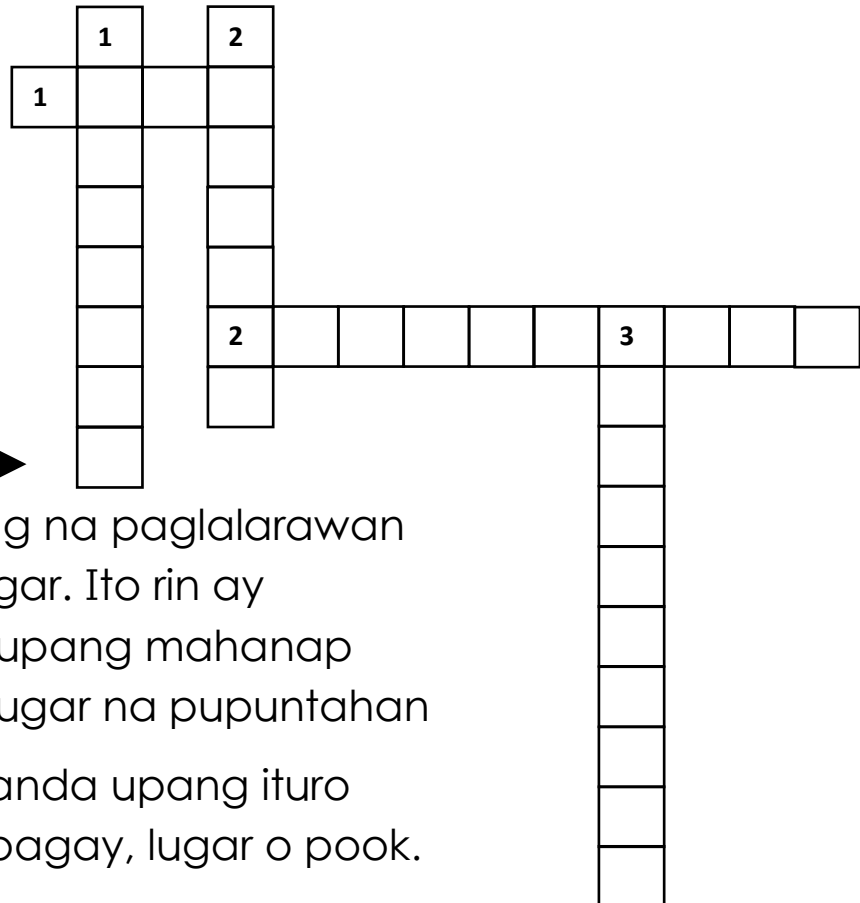 1 2
1
2 3
g na paglalarawan
gar. Ito rin ay
upang mahanap
ugar na pupuntahan
anda upang ituro
bagay, lugar o pook.